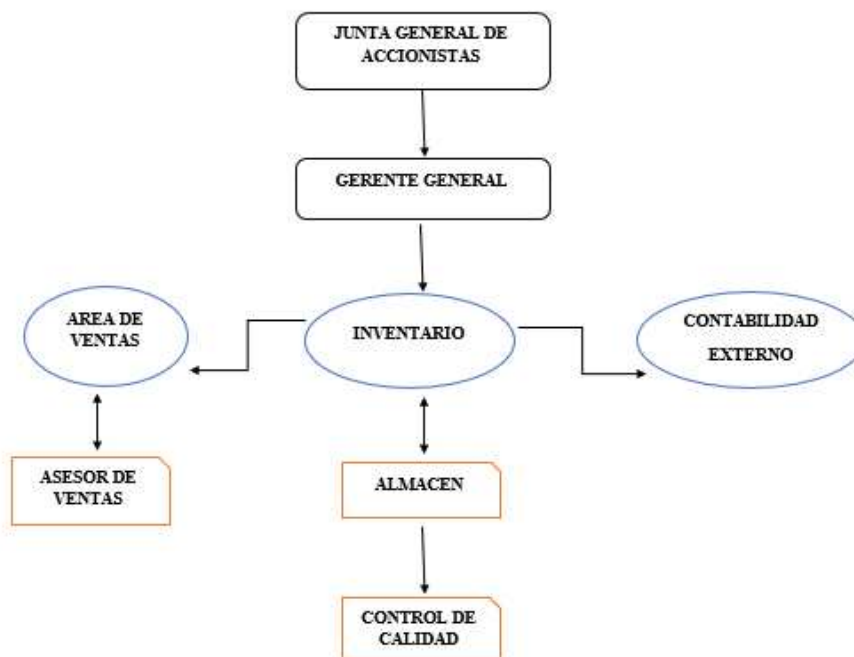 JUNTA GENERAL DE
ACCIONISTAS
GERENTE GENERAL
AREA DE
VENTAS
INVENTARIO
CONTABILIDAD
EXTERNO
ASESOR DE
VENTAS
ALMACEN
CONTROL DE
CALIDAD